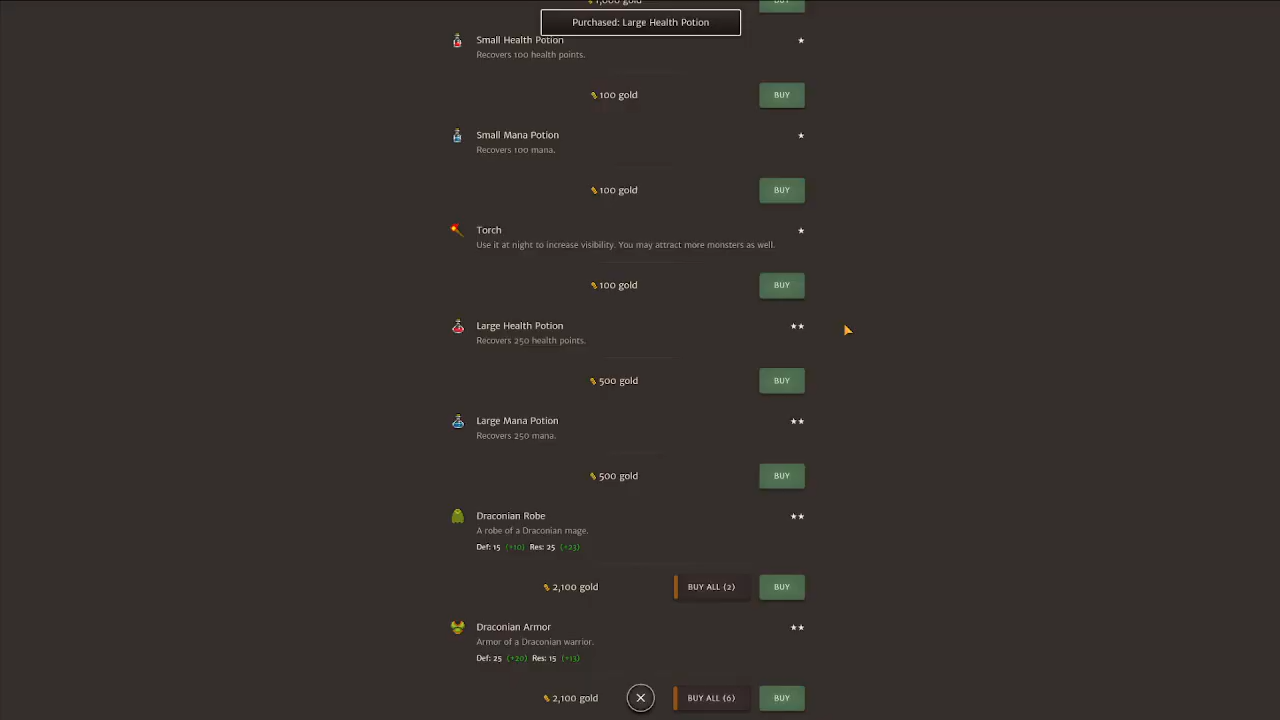 1,000 gold
BUY
Purchased: Large Health Potion
Small Health Potion ★
Recovers 100 health points.
100 gold BUY
Small Mana Potion ★
Recovers 100 mana.
100 gold BUY
Torch ★
Use it at night to increase visibility. You may attract more monsters as well.
100 gold BUY
Large Health Potion ★★
Recovers 250 health points.
500 gold BUY
Large Mana Potion ★★
Recovers 250 mana.
500 gold BUY
Draconian Robe ★★
A robe of a Draconian mage.
Def: 15 (+10) Res: 25 (+23)
2,100 gold BUY ALL (2) BUY
Draconian Armor ★★
Armor of a Draconian warrior.
Def: 25 (+20) Res: 15 (+13)
2,100 gold BUY ALL (6) BUY